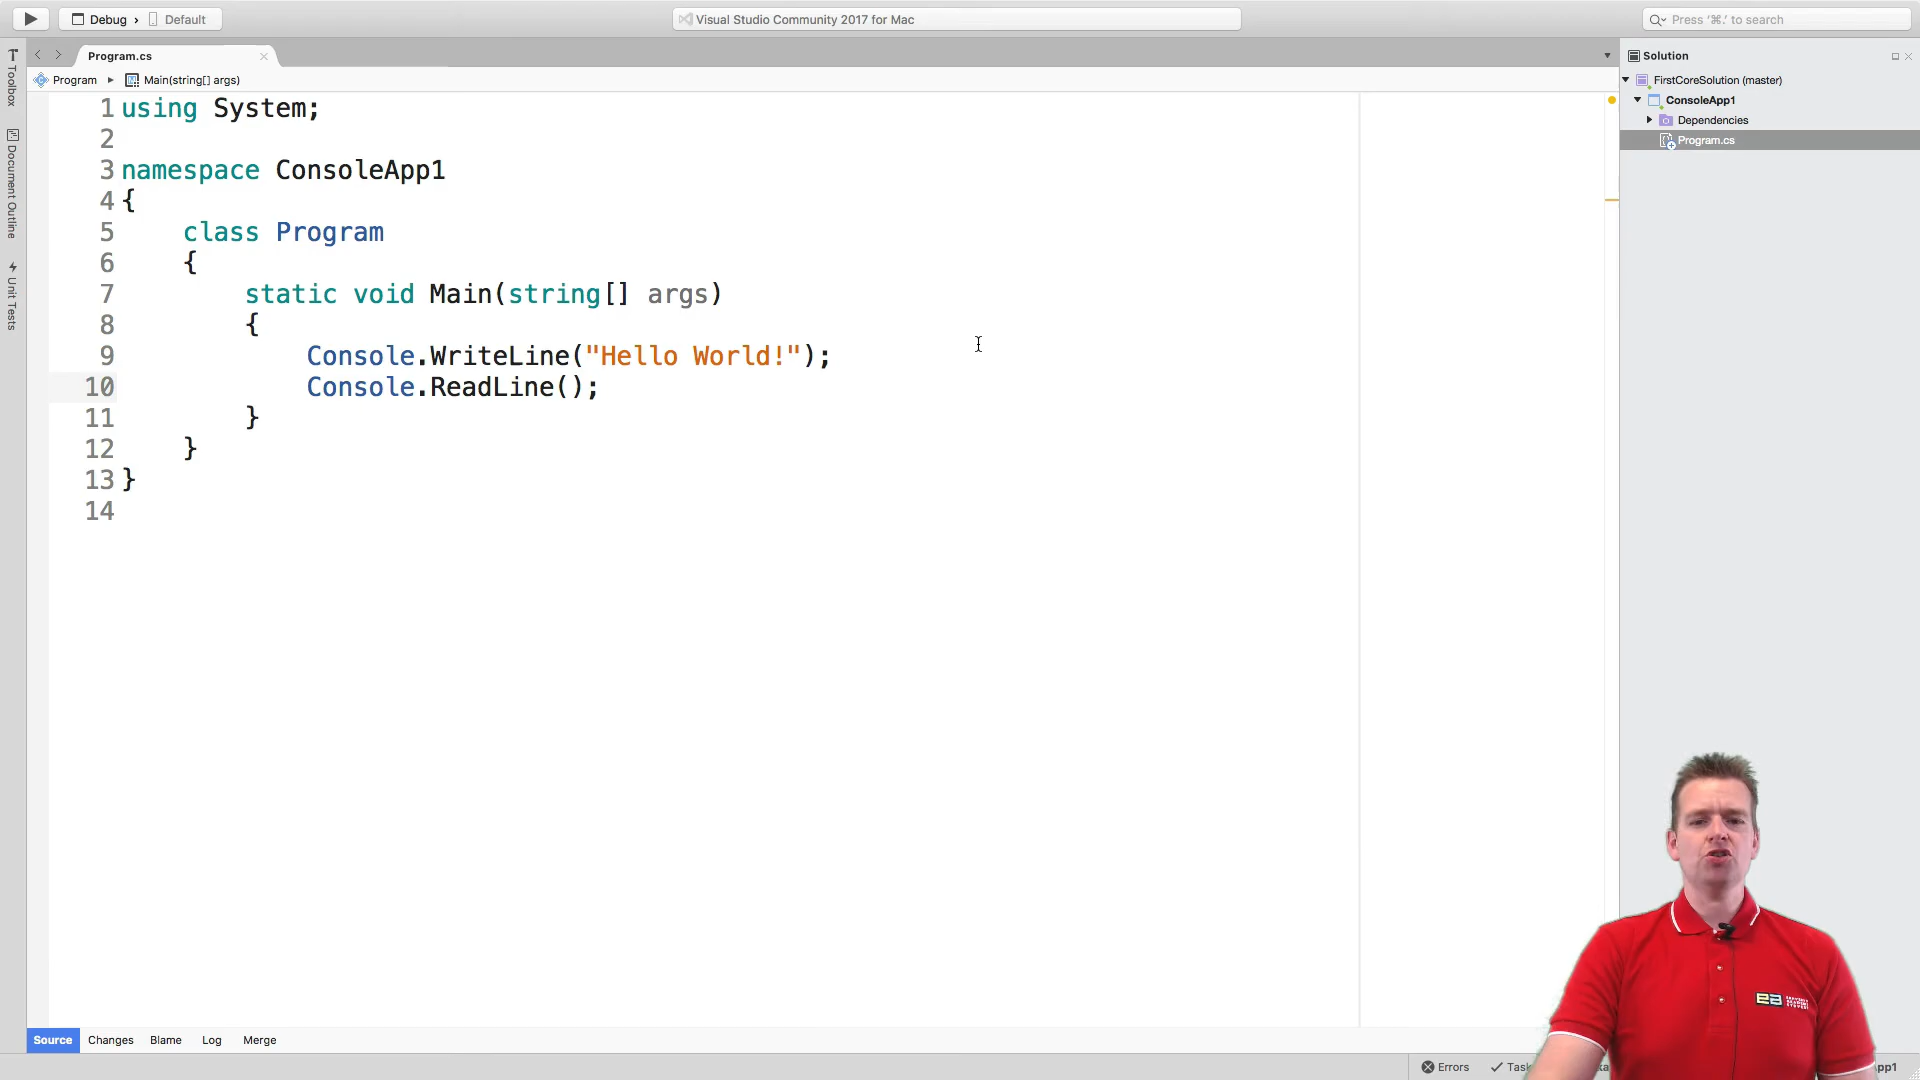 Debug › Default
Visual Studio Community 2017 for Mac
Press '⌘.' to search
Program.cs
Solution
Program ▸ Main(string[] args)
FirstCoreSolution (master)
ConsoleApp1
Dependencies
Program.cs
Toolbox
Document Outline
Unit Tests
1 using System;
2
3 namespace ConsoleApp1
4 {
5 class Program
6 {
7 static void Main(string[] args)
8 {
9 Console.WriteLine("Hello World!");
10 Console.ReadLine();
11 }
12 }
13 }
14
Source Changes Blame Log Merge
Errors